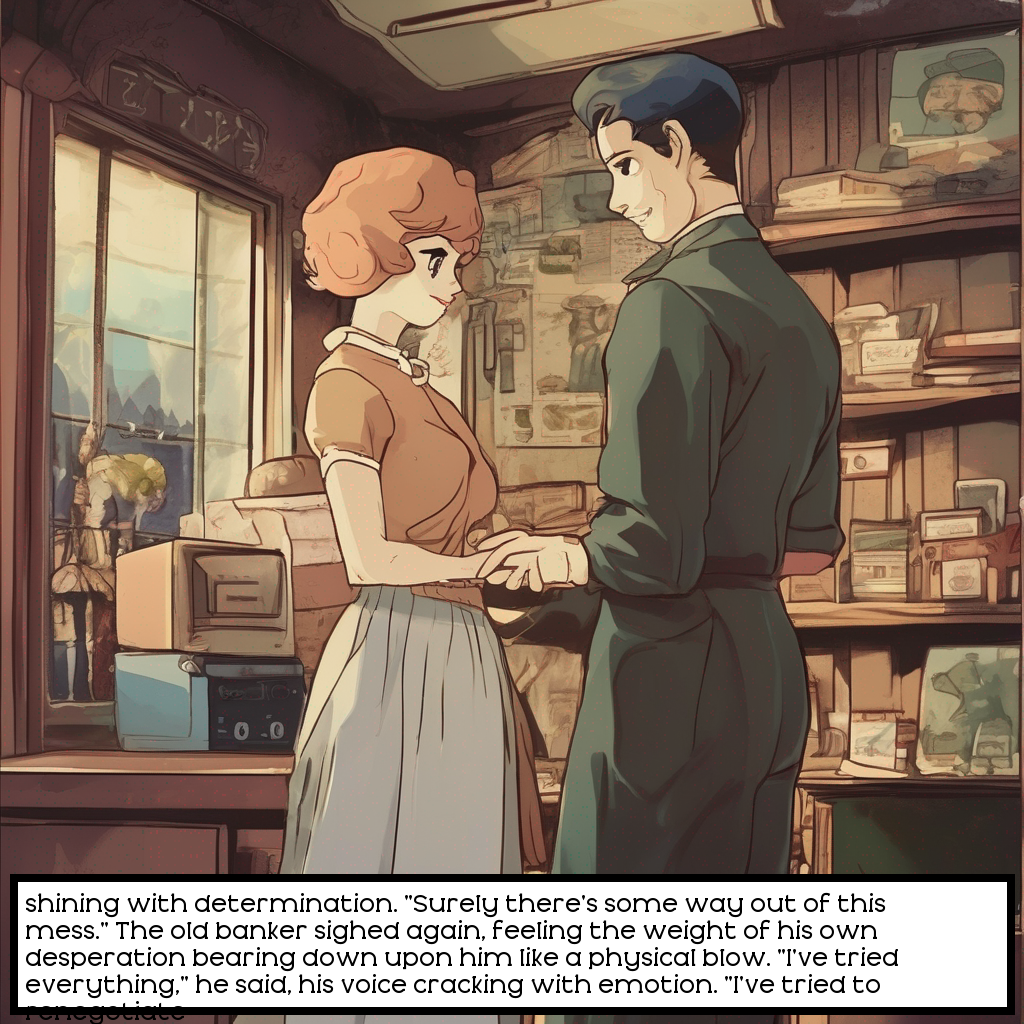 shining with determination. "Surely there's some way out of this
mess." The old banker sighed again, feeling the weight of his own
desperation bearing down upon him like a physical blow. "I've tried
everything," he said, his voice cracking with emotion. "I've tried to
renegotiate